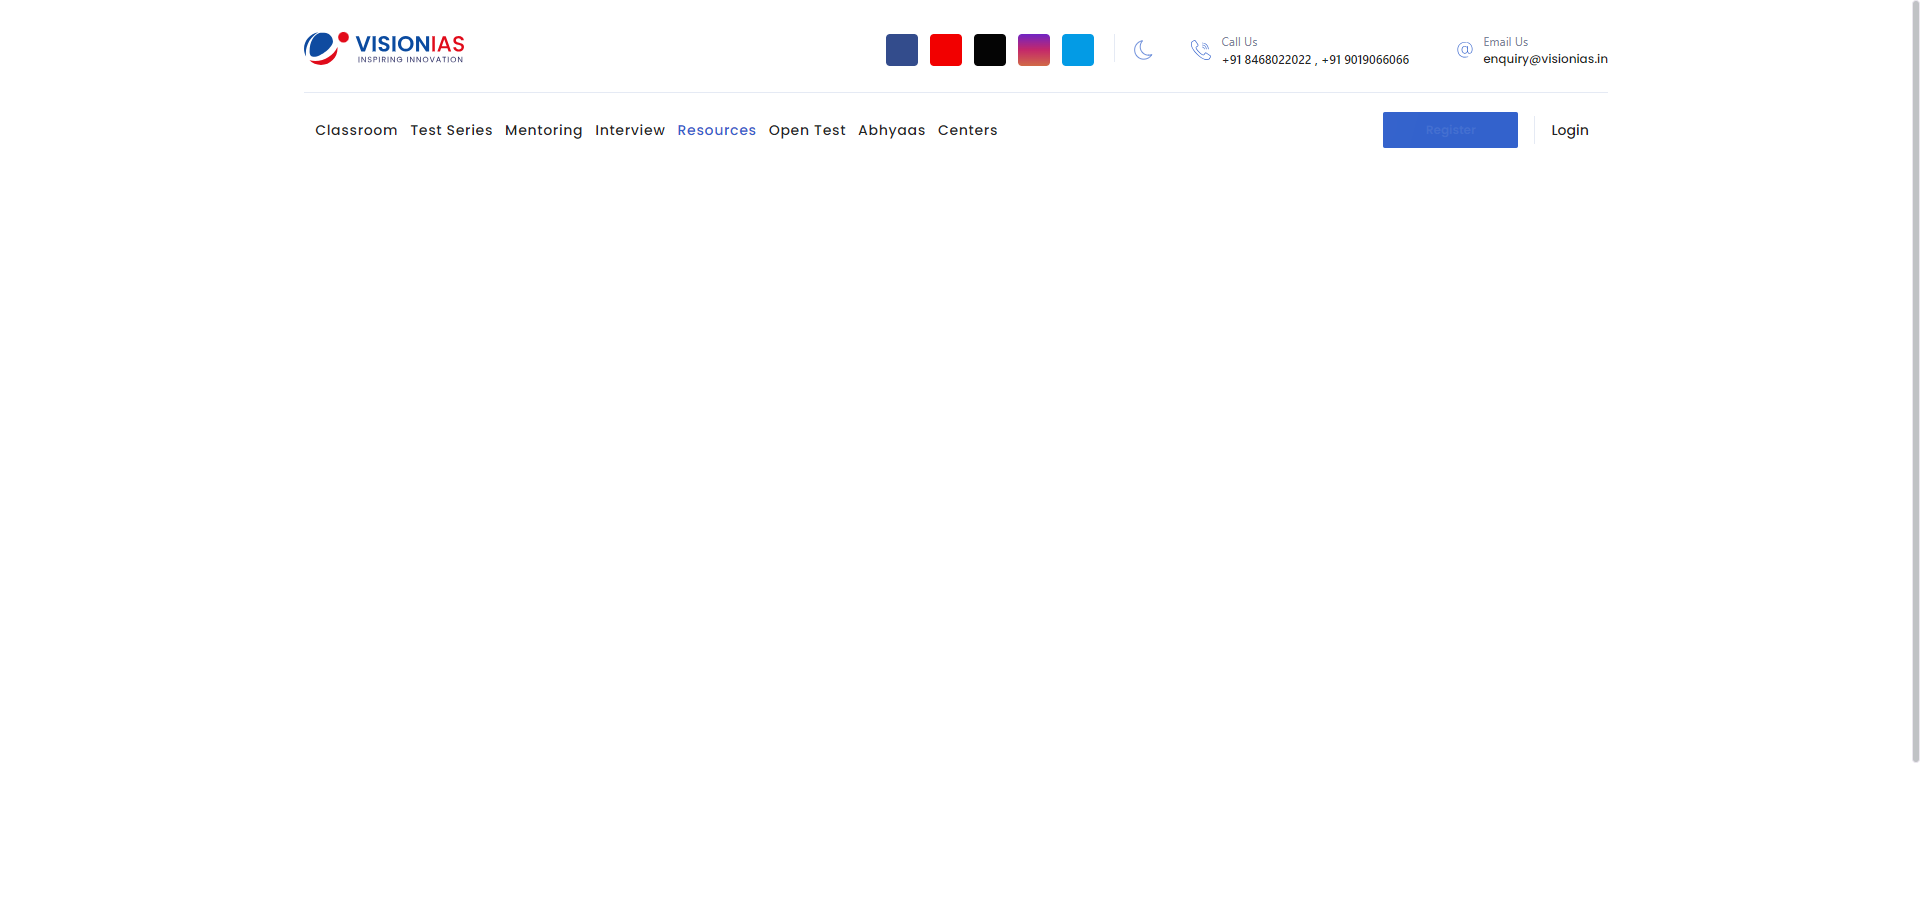 VISIONIAS
INSPIRING INNOVATION
Call Us
+91 8468022022 , +91 9019066066
Email Us
enquiry@visionias.in
Classroom Test Series Mentoring Interview Resources Open Test Abhyaas Centers
Register
Login